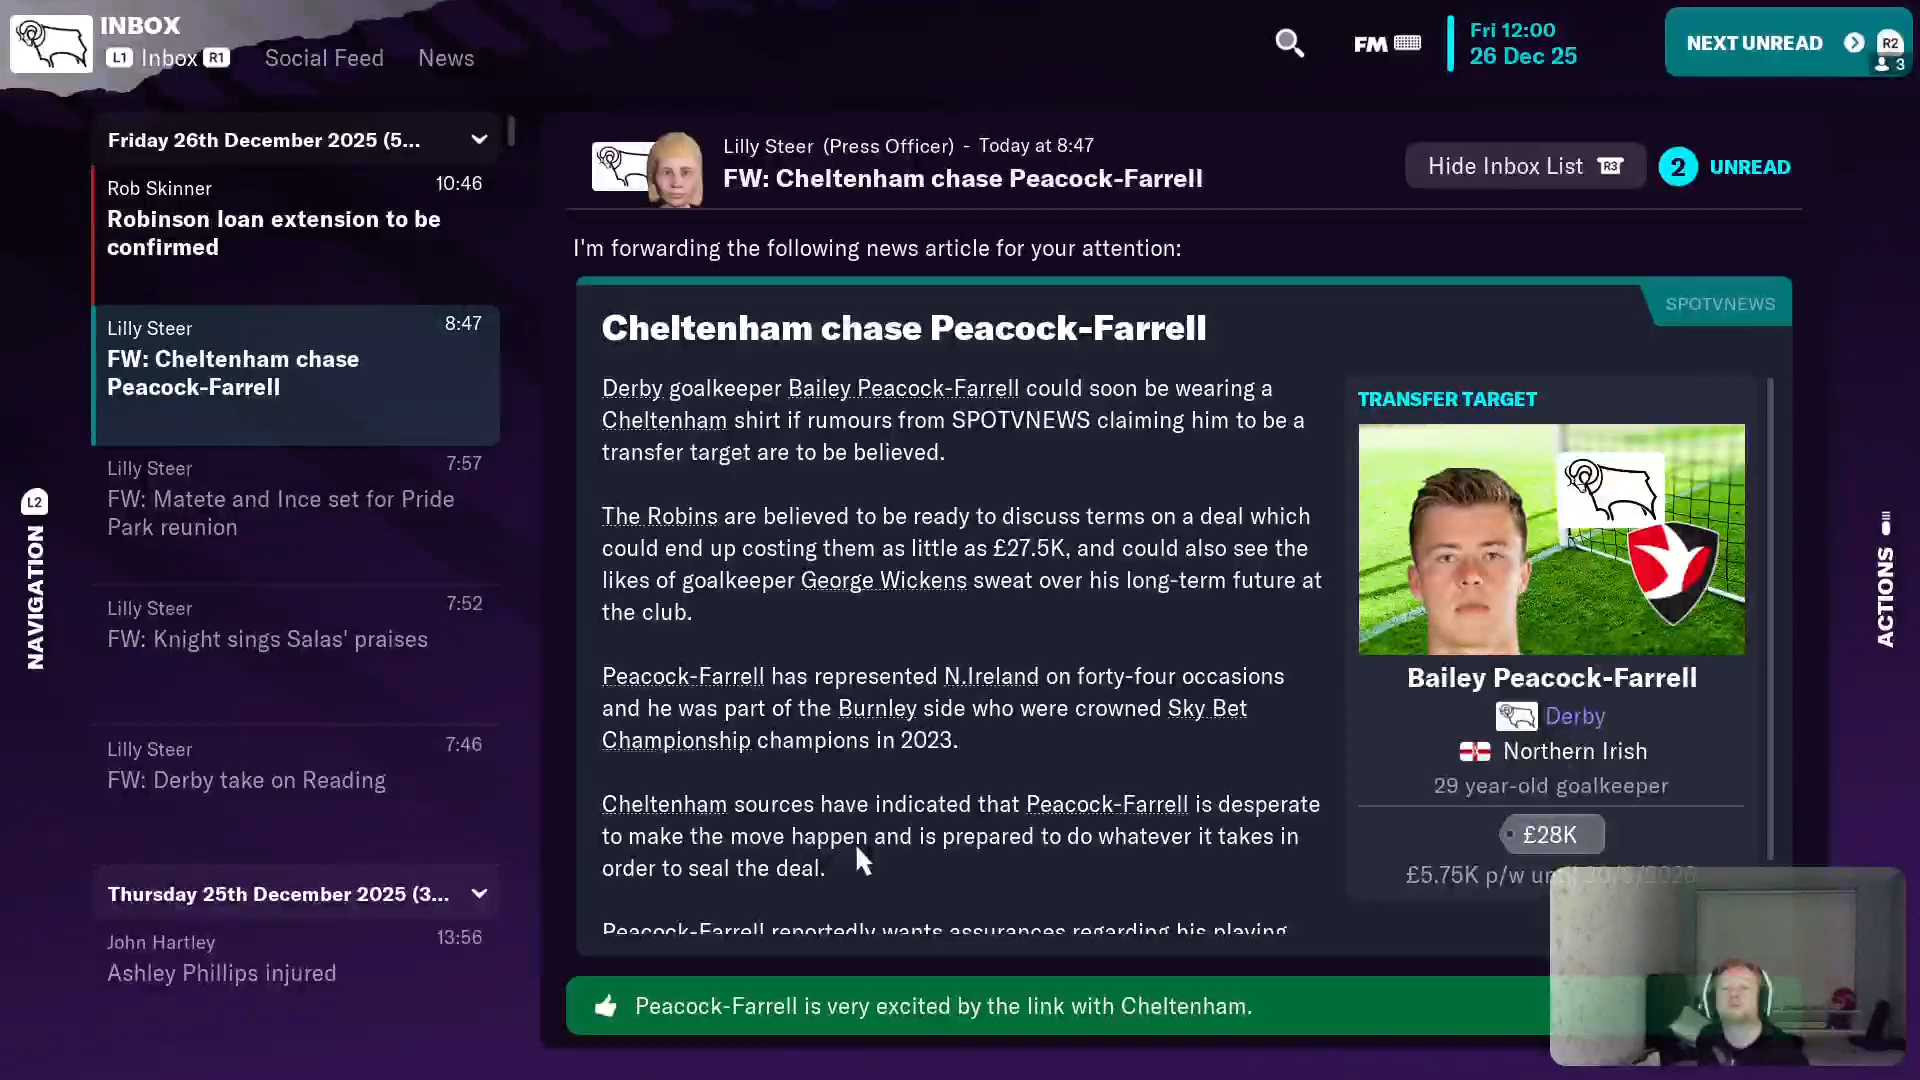 INBOX
L1 Inbox R1 Social Feed News
FM
Fri 12:00
26 Dec 25
NEXT UNREAD R2
3
Friday 26th December 2025 (5...
Rob Skinner 10:46
Robinson loan extension to be
confirmed
Lilly Steer 8:47
FW: Cheltenham chase
Peacock-Farrell
Lilly Steer 7:57
FW: Matete and Ince set for Pride
Park reunion
Lilly Steer 7:52
FW: Knight sings Salas' praises
Lilly Steer 7:46
FW: Derby take on Reading
Thursday 25th December 2025 (3...
John Hartley 13:56
Ashley Phillips injured
L2
NAVIGATION
Lilly Steer (Press Officer) - Today at 8:47
FW: Cheltenham chase Peacock-Farrell
Hide Inbox List R3
2 UNREAD
I'm forwarding the following news article for your attention:
SPOTVNEWS
Cheltenham chase Peacock-Farrell
Derby goalkeeper Bailey Peacock-Farrell could soon be wearing a
Cheltenham shirt if rumours from SPOTVNEWS claiming him to be a
transfer target are to be believed.
The Robins are believed to be ready to discuss terms on a deal which
could end up costing them as little as £27.5K, and could also see the
likes of goalkeeper George Wickens sweat over his long-term future at
the club.
Peacock-Farrell has represented N.Ireland on forty-four occasions
and he was part of the Burnley side who were crowned Sky Bet
Championship champions in 2023.
Cheltenham sources have indicated that Peacock-Farrell is desperate
to make the move happen and is prepared to do whatever it takes in
order to seal the deal.
Peacock-Farrell reportedly wants assurances regarding his playing
TRANSFER TARGET
Bailey Peacock-Farrell
Derby
Northern Irish
29 year-old goalkeeper
£28K
£5.75K p/w until
Peacock-Farrell is very excited by the link with Cheltenham.
ACTIONS